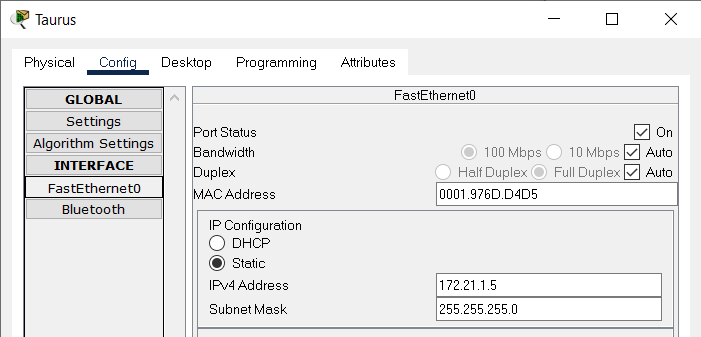 Taurus
Physical Config Desktop Programming Attributes
GLOBAL
Settings
Algorithm Settings
INTERFACE
FastEthernet0
Bluetooth
FastEthernet0
Port Status On
Bandwidth 100 Mbps 10 Mbps Auto
Duplex Half Duplex Full Duplex Auto
MAC Address 0001.976D.D4D5
IP Configuration
DHCP
Static
IPv4 Address 172.21.1.5
Subnet Mask 255.255.255.0